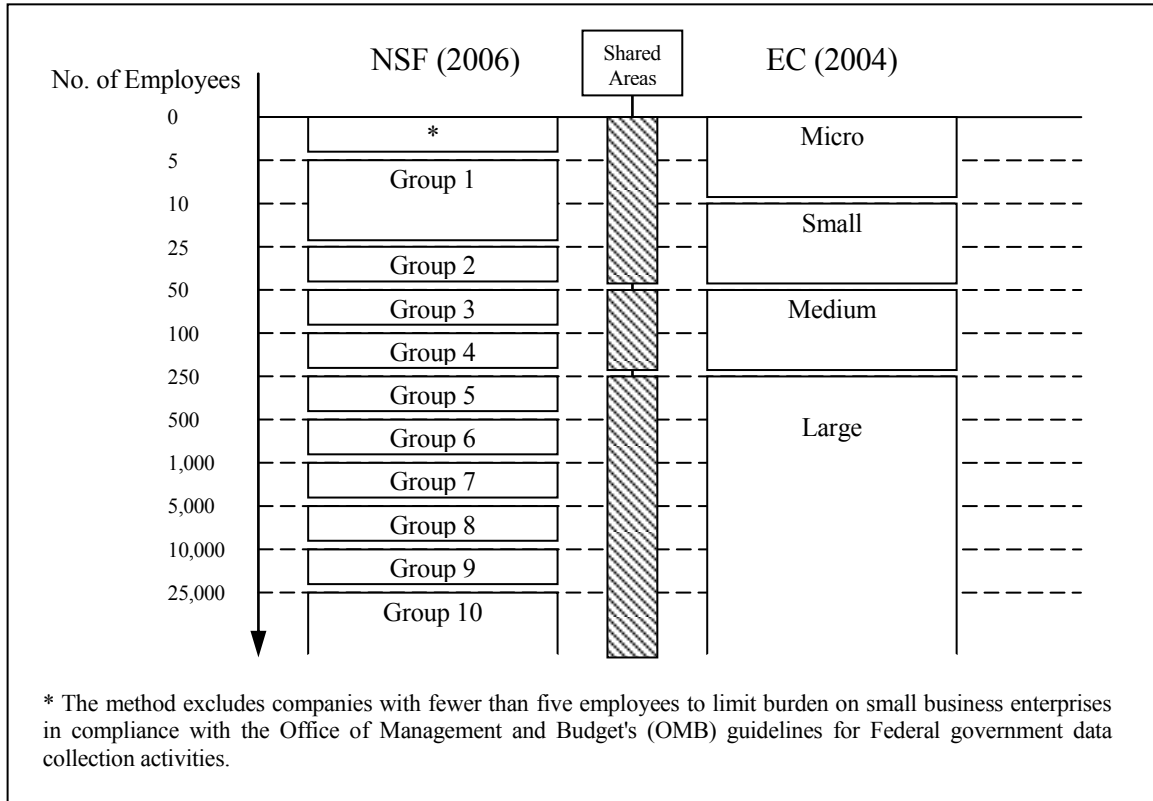 NSF (2006)
Shared
Areas
EC (2004)
No. of Employees
0
*
Micro
5
Group 1
10
Small
25
Group 2
50
Group 3
Medium
100
Group 4
250
Group 5
500
Group 6
Large
1,000
Group 7
5,000
Group 8
10,000
Group 9
25,000
Group 10
* The method excludes companies with fewer than five employees to limit burden on small business enterprises
in compliance with the Office of Management and Budget's (OMB) guidelines for Federal government data
collection activities.